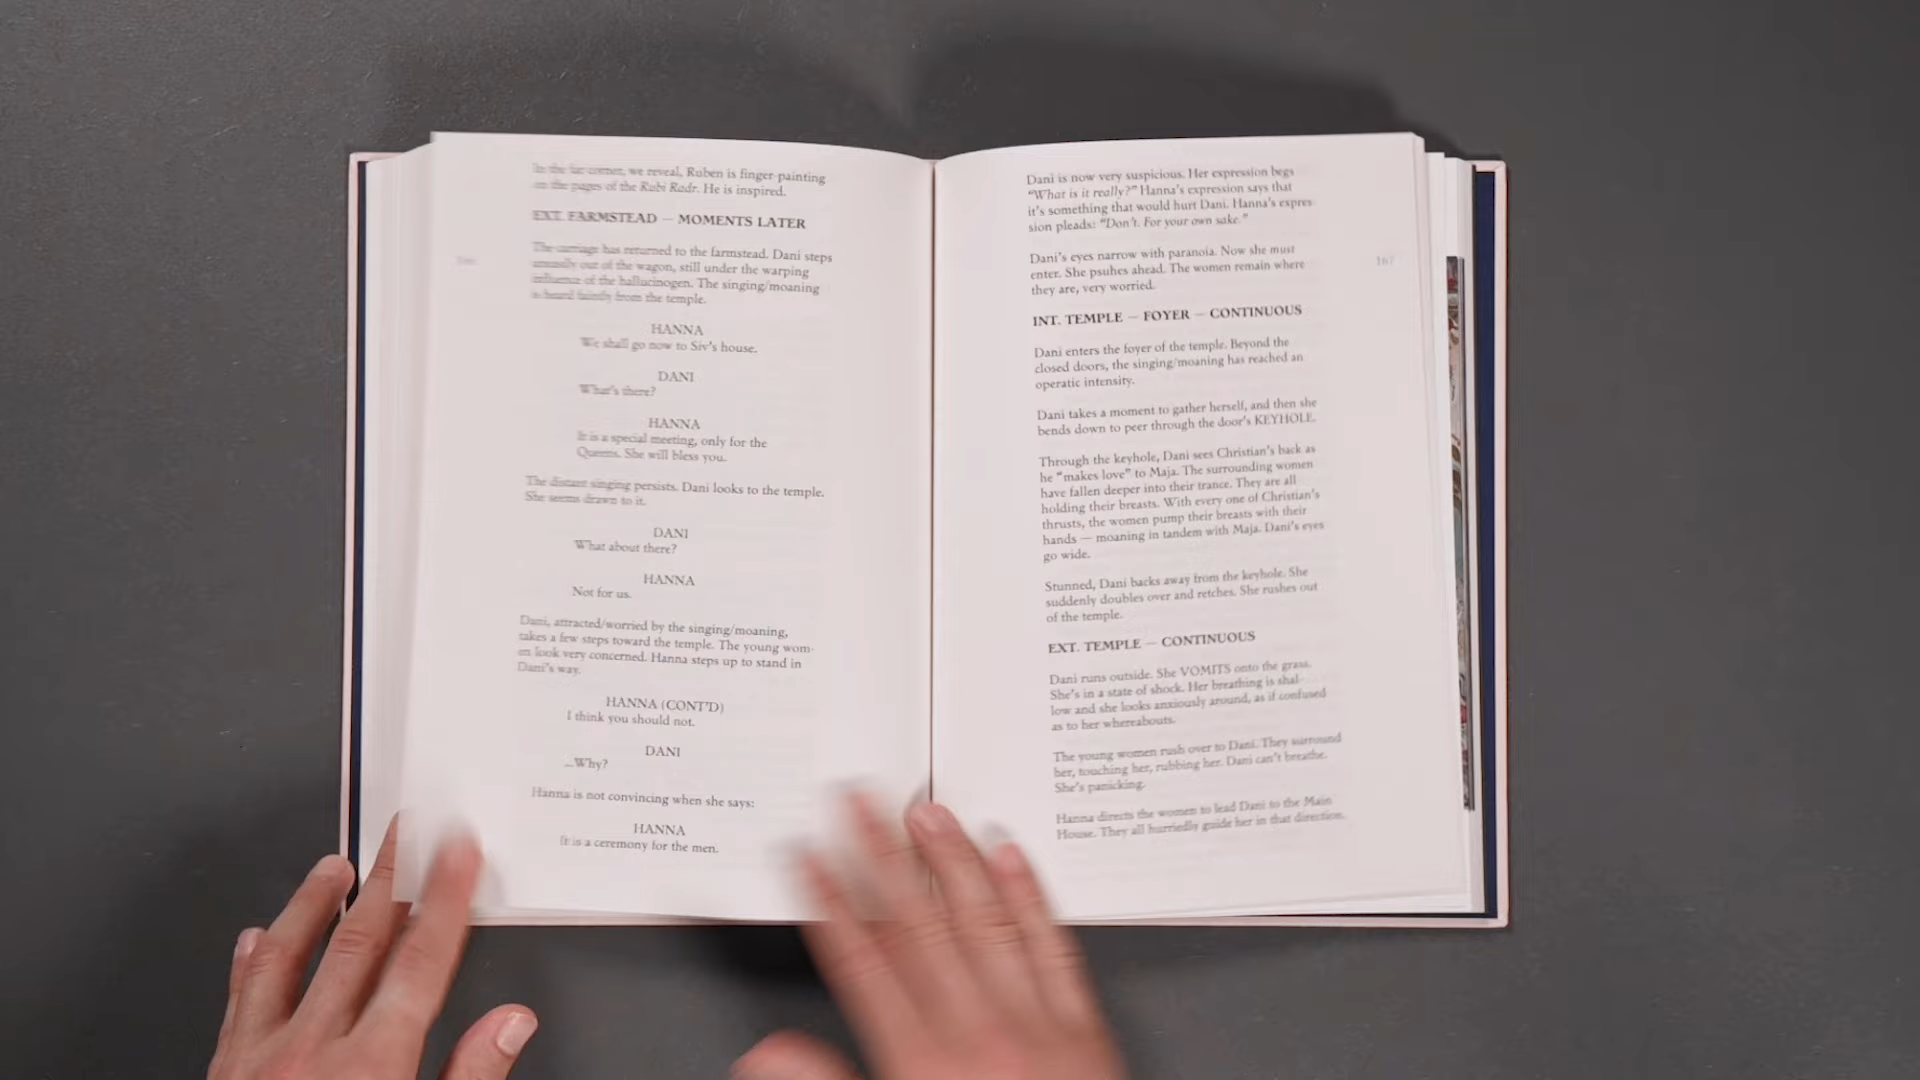 In the far corner, we reveal, Ruben is finger-painting
on the pages of the Rubi Radr. He is inspired.
EXT. FARMSTEAD — MOMENTS LATER
The carriage has returned to the farmstead. Dani steps
uneasily out of the wagon, still under the warping
influence of the hallucinogen. The singing/moaning
is heard faintly from the temple.
HANNA
We shall go now to Siv's house.
DANI
What's there?
HANNA
It is a special meeting, only for the
Queens. She will bless you.
The distant singing persists. Dani looks to the temple.
She seems drawn to it.
DANI
What about there?
HANNA
Not for us.
Dani, attracted/worried by the singing/moaning,
takes a few steps toward the temple. The young wom-
en look very concerned. Hanna steps up to stand in
Dani's way.
HANNA (CONT'D)
I think you should not.
DANI
...Why?
Hanna is not convincing when she says:
HANNA
It is a ceremony for the men.
166
Dani is now very suspicious. Her expression begs
“What is it really?” Hanna's expression says that
it's something that would hurt Dani. Hanna's expres-
sion pleads: “Don't. For your own sake.”
Dani's eyes narrow with paranoia. Now she must
enter. She psuhes ahead. The women remain where
they are, very worried.
INT. TEMPLE — FOYER — CONTINUOUS
Dani enters the foyer of the temple. Beyond the
closed doors, the singing/moaning has reached an
operatic intensity.
Dani takes a moment to gather herself, and then she
bends down to peer through the door's KEYHOLE.
Through the keyhole, Dani sees Christian's back as
he “makes love” to Maja. The surrounding women
have fallen deeper into their trance. They are all
holding their breasts. With every one of Christian's
thrusts, the women pump their breasts with their
hands — moaning in tandem with Maja. Dani's eyes
go wide.
Stunned, Dani backs away from the keyhole. She
suddenly doubles over and retches. She rushes out
of the temple.
EXT. TEMPLE — CONTINUOUS
Dani runs outside. She VOMITS onto the grass.
She's in a state of shock. Her breathing is shal-
low and she looks anxiously around, as if confused
as to her whereabouts.
The young women rush over to Dani. They surround
her, touching her, rubbing her. Dani can't breathe.
She's panicking.
Hanna directs the women to lead Dani to the Main
House. They all hurriedly guide her in that direction.
167